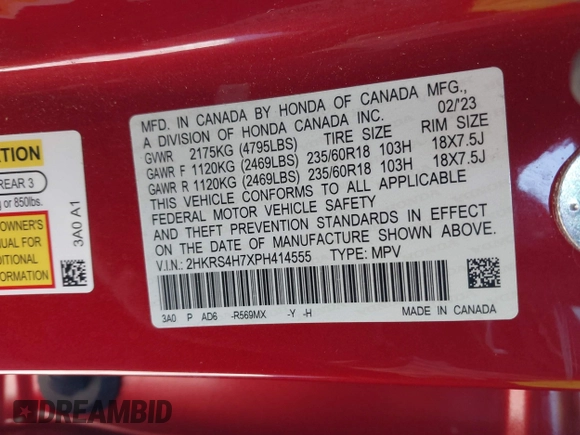 ATION
REAR 3
or 850lbs.
OWNER'S
NUAL FOR
DITIONAL
ORMATION
3A0 A1
MFD. IN CANADA BY HONDA OF CANADA MFG.,
A DIVISION OF HONDA CANADA INC. 02/'23
GVWR 2175KG (4795LBS) TIRE SIZE RIM SIZE
GAWR F 1120KG (2469LBS) 235/60R18 103H 18X7.5J
GAWR R 1120KG (2469LBS) 235/60R18 103H 18X7.5J
THIS VEHICLE CONFORMS TO ALL APPLICABLE
FEDERAL MOTOR VEHICLE SAFETY
AND THEFT PREVENTION STANDARDS IN EFFECT
ON THE DATE OF MANUFACTURE SHOWN ABOVE.
V.I.N.: 2HKRS4H7XPH414555 TYPE: MPV
3A0 P AD6 -R569MX -Y -H
MADE IN CANADA
DREAMBID